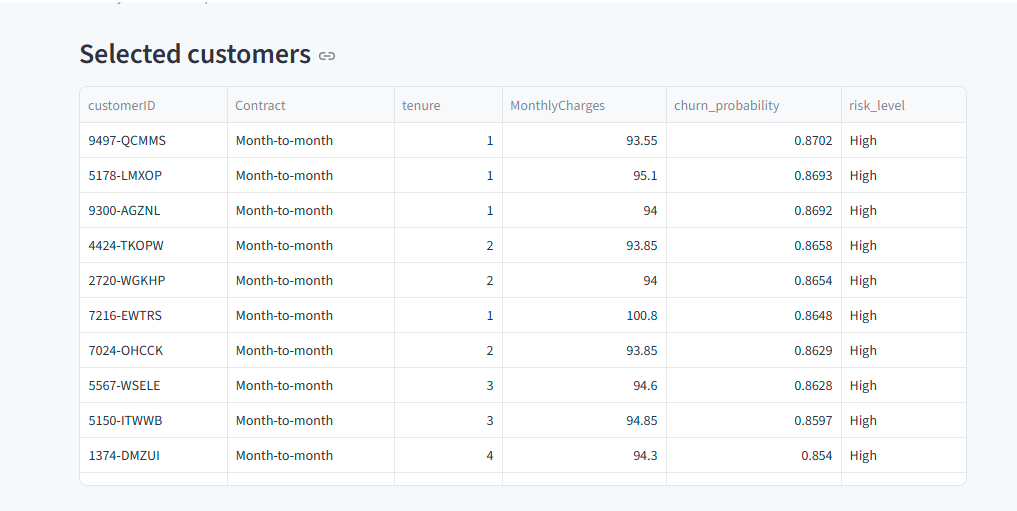 Selected customers
customerID Contract tenure MonthlyCharges churn_probability risk_level
9497-QCMMS Month-to-month 1 93.55 0.8702 High
5178-LMXOP Month-to-month 1 95.1 0.8693 High
9300-AGZNL Month-to-month 1 94 0.8692 High
4424-TKOPW Month-to-month 2 93.85 0.8658 High
2720-WGKHP Month-to-month 2 94 0.8654 High
7216-EWTRS Month-to-month 1 100.8 0.8648 High
7024-OHCCK Month-to-month 2 93.85 0.8629 High
5567-WSELE Month-to-month 3 94.6 0.8628 High
5150-ITWWB Month-to-month 3 94.85 0.8597 High
1374-DMZUI Month-to-month 4 94.3 0.854 High